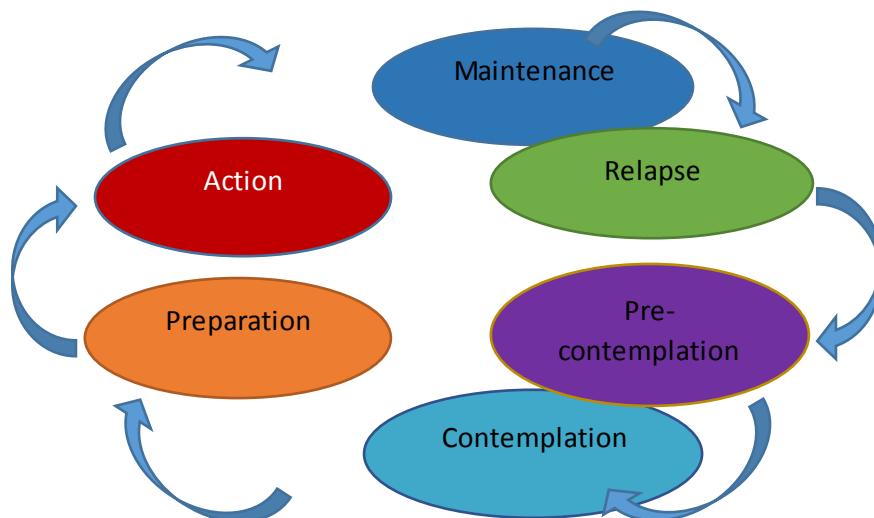 Maintenance
Relapse
Action
Preparation
Pre-
contemplation
Contemplation